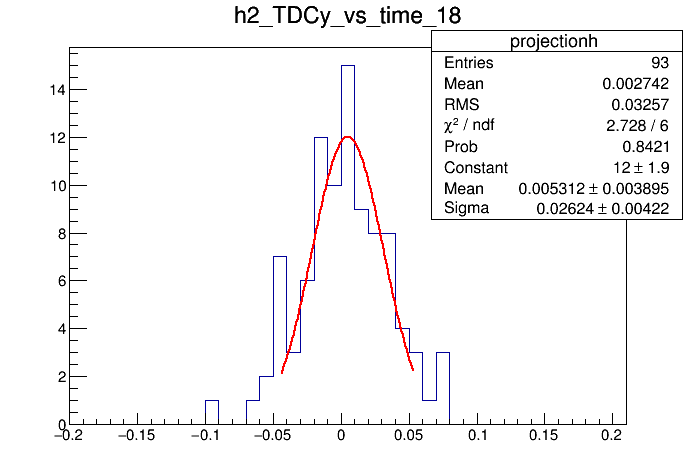 h2_TDCy_vs_time_18
projectionh
Entries 93
Mean 0.002742
RMS 0.03257
χ² / ndf 2.728 / 6
Prob 0.8421
Constant 12 ± 1.9
Mean 0.005312 ± 0.003895
Sigma 0.02624 ± 0.00422
14
12
10
8
6
4
2
0
−0.2 −0.15 −0.1 −0.05 0 0.05 0.1 0.15 0.2